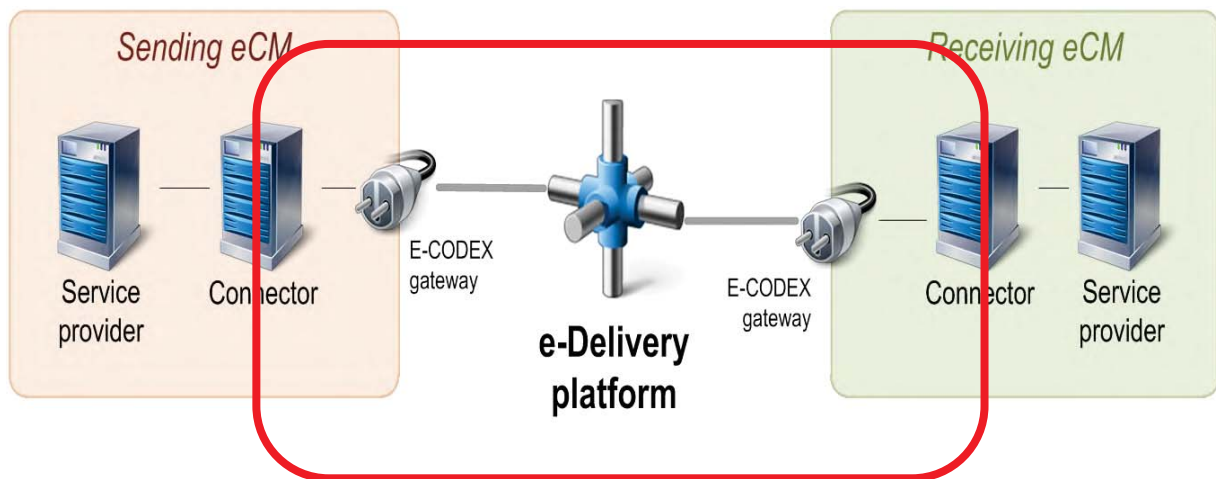 Sending eCM
Receiving eCM
Service
provider
Connector
E-CODEX
gateway
e-Delivery
platform
E-CODEX
gateway
Connector
Service
provider